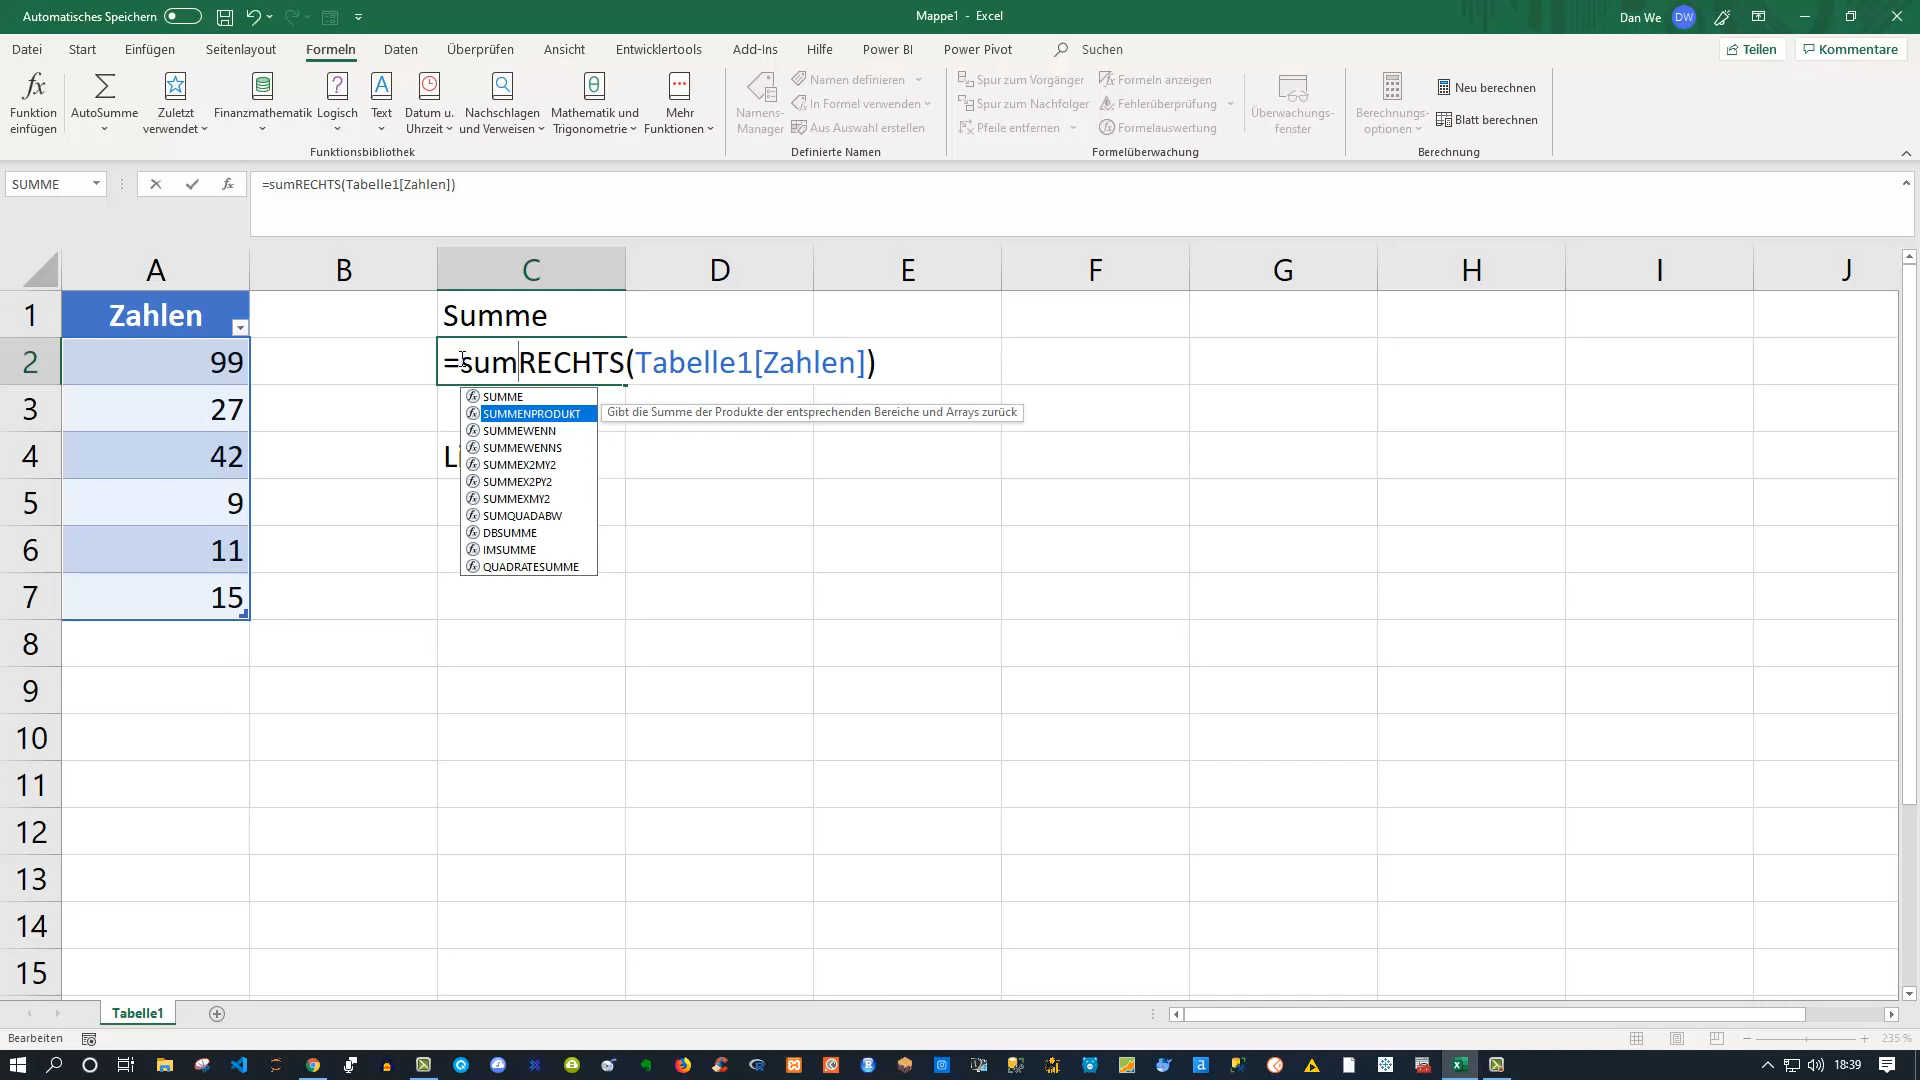 Automatisches Speichern
Mappe1 - Excel
Dan We
DW
Datei Start Einfügen Seitenlayout Formeln Daten Überprüfen Ansicht Entwicklertools Add-Ins Hilfe Power BI Power Pivot Suchen
Teilen
Kommentare
Funktion einfügen
AutoSumme
Zuletzt verwendet
Finanzmathematik
Logisch
Text
Datum u. Uhrzeit
Nachschlagen und Verweisen
Mathematik und Trigonometrie
Mehr Funktionen
Funktionsbibliothek
Namens-Manager
Namen definieren
In Formel verwenden
Aus Auswahl erstellen
Definierte Namen
Spur zum Vorgänger
Spur zum Nachfolger
Pfeile entfernen
Formeln anzeigen
Fehlerüberprüfung
Formelauswertung
Überwachungs-
fenster
Formelüberwachung
Berechnungs-
optionen
Neu berechnen
Blatt berechnen
Berechnung
SUMME
fx
=sumRECHTS(Tabelle1[Zahlen])
A B C D E F G H I J
1 Zahlen Summe
2 99 =sumRECHTS(Tabelle1[Zahlen])
SUMME
SUMMENPRODUKT
Gibt die Summe der Produkte der entsprechenden Bereiche und Arrays zurück
SUMMEWENN
SUMMEWENNS
SUMMEX2MY2
SUMMEX2PY2
SUMMEXMY2
SUMQUADABW
DBSUMME
IMSUMME
QUADRATESUMME
3 27
4 42 Li
5 9
6 11
7 15
8
9
10
11
12
13
14
15
Tabelle1
Bearbeiten
235 %
18:39